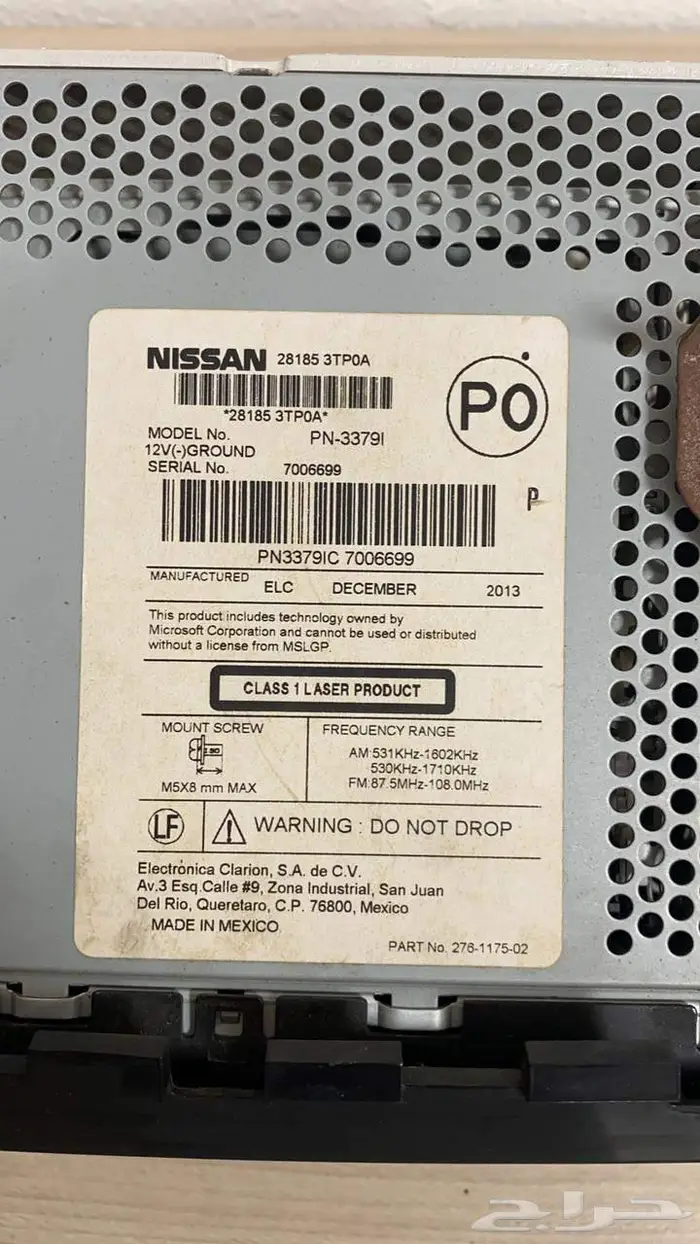 NISSAN 28185 3TP0A
*28185 3TP0A*
PO
MODEL No. PN-3379I
12V(-)GROUND
SERIAL No. 7006699
P
PN3379IC 7006699
MANUFACTURED ELC DECEMBER 2013
This product includes technology owned by
Microsoft Corporation and cannot be used or distributed
without a license from MSLGP.
CLASS 1 LASER PRODUCT
MOUNT SCREW
M5X8 mm MAX
FREQUENCY RANGE
AM:531KHz-1602KHz
530KHz-1710KHz
FM:87.5MHz-108.0MHz
LF
WARNING : DO NOT DROP
Electrónica Clarion, S.A. de C.V.
Av.3 Esq.Calle #9, Zona Industrial, San Juan
Del Rio, Queretaro, C.P. 76800, Mexico
MADE IN MEXICO
PART No. 276-1175-02
حراج